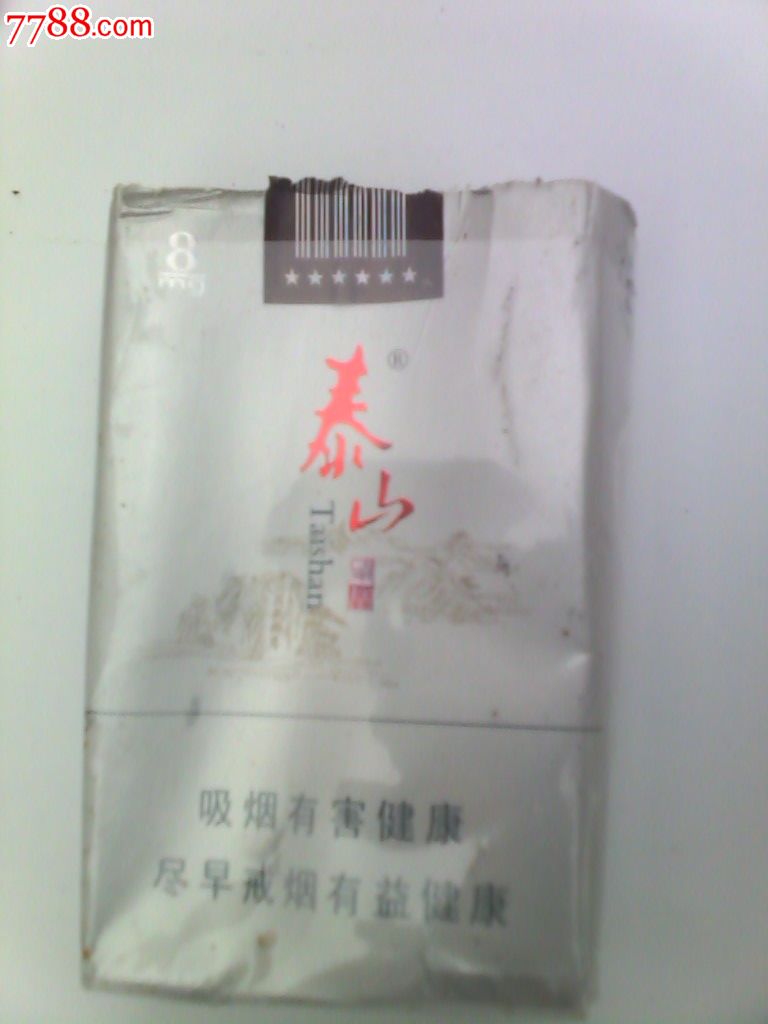 7788.com
8
mg
泰山®
Taishan
吸烟有害健康
尽早戒烟有益健康